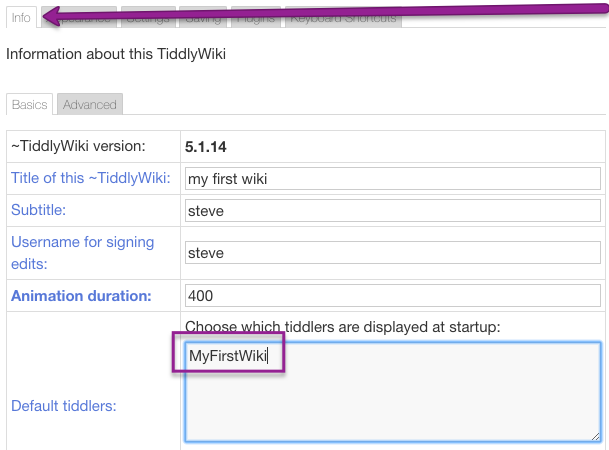 Info Appearance Settings Saving Plugins Keyboard Shortcuts
Information about this TiddlyWiki
Basics Advanced
~TiddlyWiki version: 5.1.14
Title of this ~TiddlyWiki: my first wiki
Subtitle: steve
Username for signing
edits: steve
Animation duration: 400
Choose which tiddlers are displayed at startup:
MyFirstWiki
Default tiddlers: